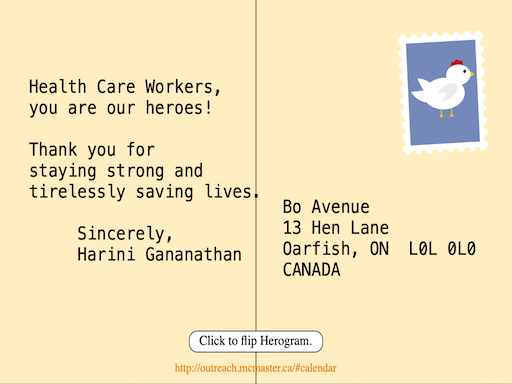 Health Care Workers,
you are our heroes!
Thank you for
staying strong and
tirelessly saving lives.
Sincerely,
Harini Gananathan
Bo Avenue
13 Hen Lane
Oarfish, ON  L0L 0L0
CANADA
Click to flip Herogram.
http://outreach.mcmaster.ca/#calendar